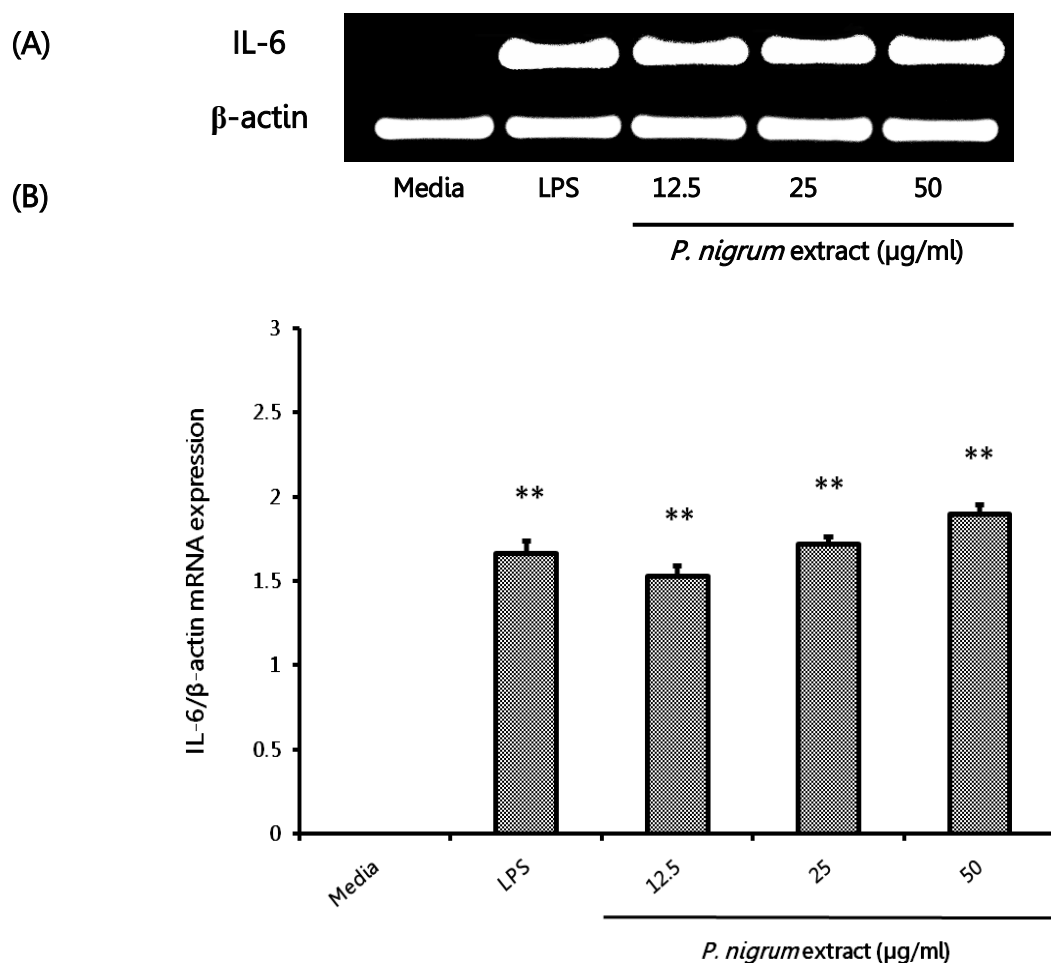 (A)
IL-6
β-actin
Media LPS 12.5 25 50
P. nigrum extract (µg/ml)
(B)
3
2.5
2
1.5
1
0.5
0
IL-6/β-actin mRNA expression
** ** ** **
Media LPS 12.5 25 50
P. nigrum extract (µg/ml)